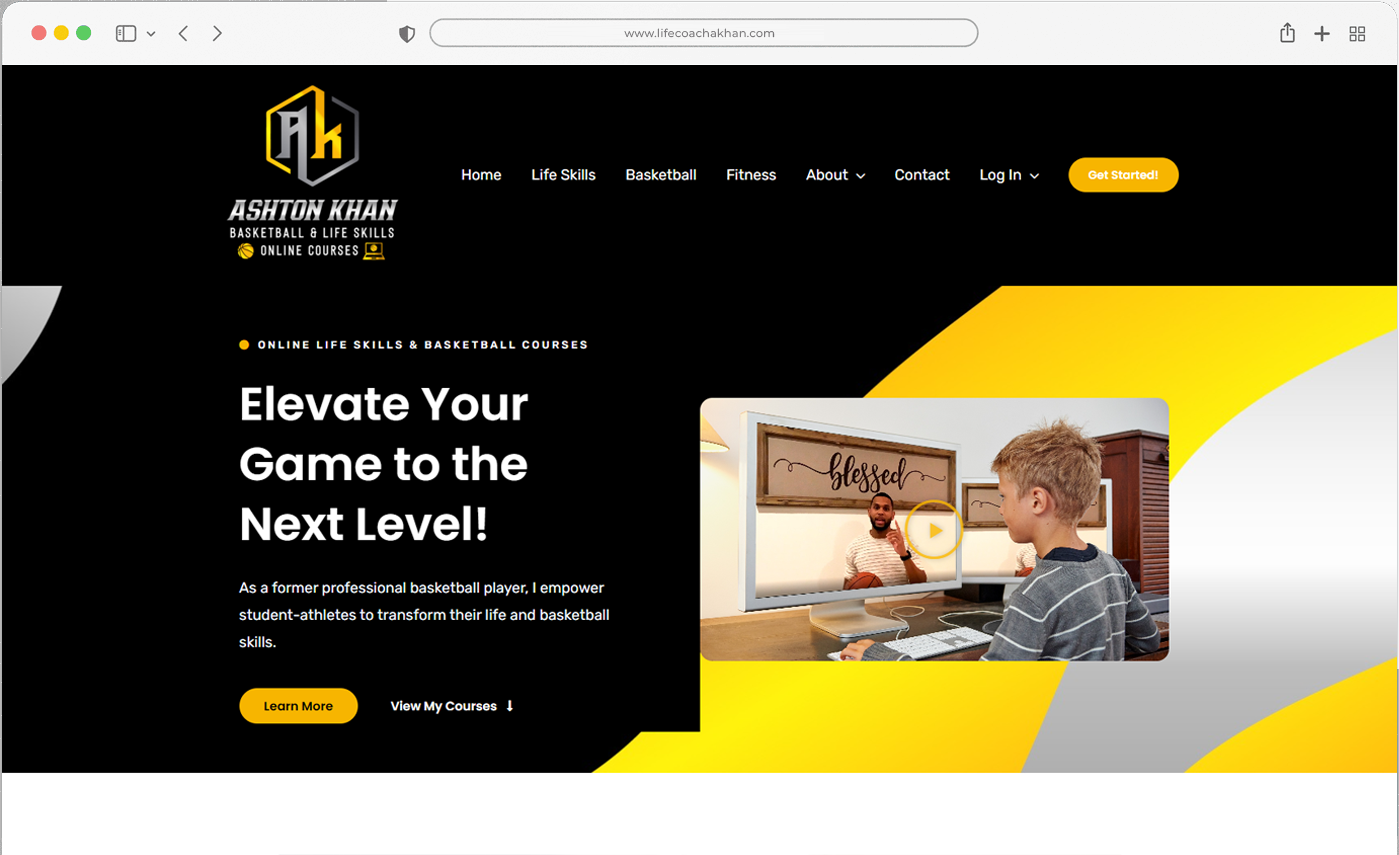 www.lifecoachakhan.com
Ak
ASHTON KHAN
BASKETBALL & LIFE SKILLS
ONLINE COURSES
Home Life Skills Basketball Fitness About Contact Log In Get Started!
ONLINE LIFE SKILLS & BASKETBALL COURSES
Elevate Your
Game to the
Next Level!
As a former professional basketball player, I empower
student-athletes to transform their life and basketball
skills.
Learn More View My Courses
blessed